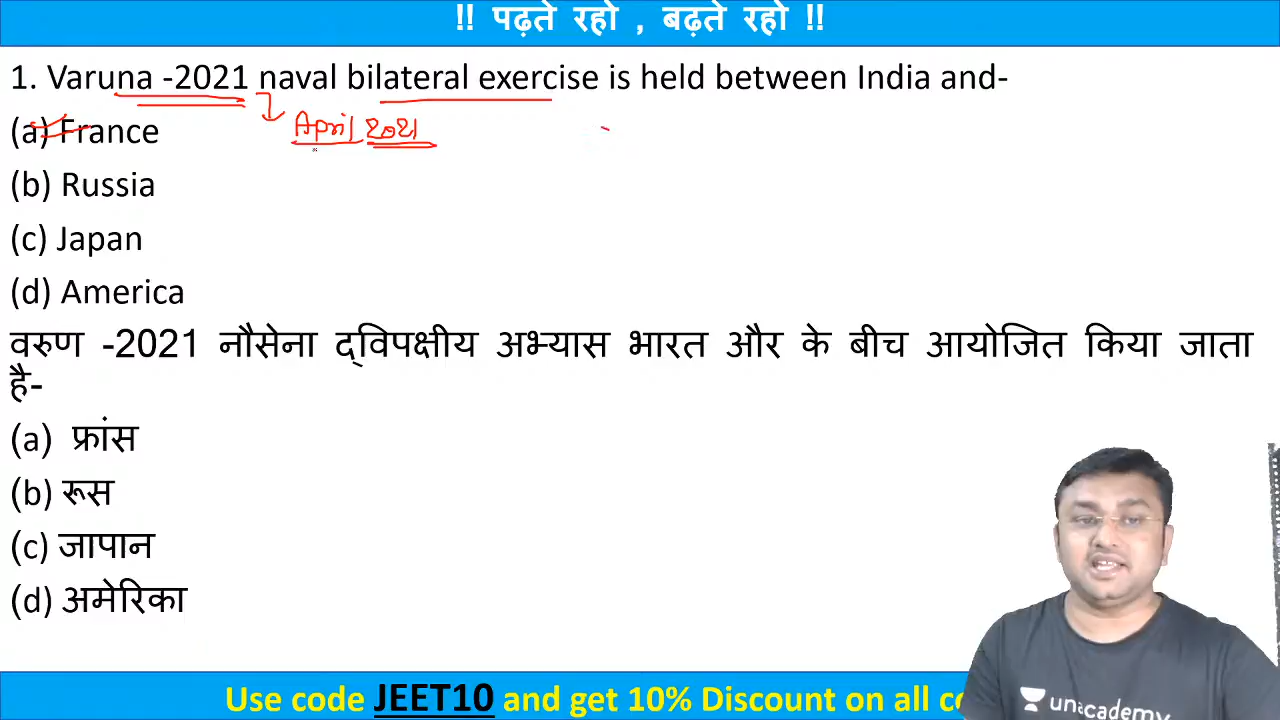 !! पढ़ते रहो , बढ़ते रहो !!
1. Varuna -2021 naval bilateral exercise is held between India and-
(a) France
April 2021
(b) Russia
(c) Japan
(d) America
वरुण -2021 नौसेना द्विपक्षीय अभ्यास भारत और के बीच आयोजित किया जाता
है-
(a) फ्रांस
(b) रूस
(c) जापान
(d) अमेरिका
unacademy
Use code JEET10 and get 10% Discount on all